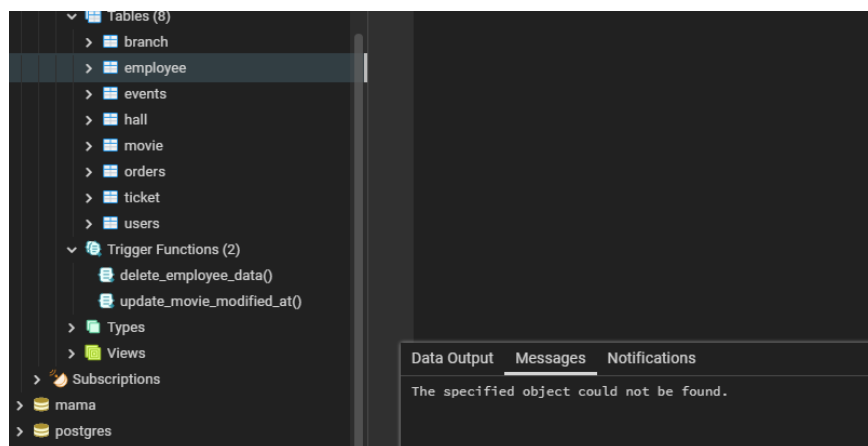 Tables (8)
branch
employee
events
hall
movie
orders
ticket
users
Trigger Functions (2)
delete_employee_data()
update_movie_modified_at()
Types
Views
Subscriptions
mama
postgres
Data Output Messages Notifications
The specified object could not be found.